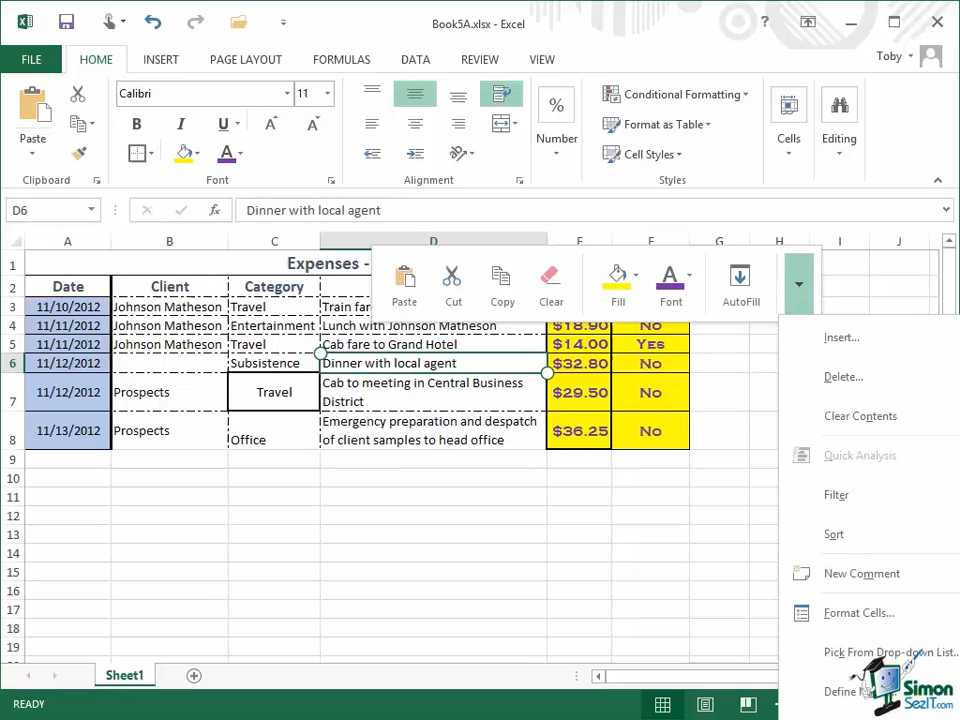 Book5A.xlsx - Excel
?
FILE
HOME
INSERT
PAGE LAYOUT
FORMULAS
DATA
REVIEW
VIEW
Toby
Paste
Calibri
11
B I U A A
A
%
Number
Conditional Formatting
Format as Table
Cell Styles
Cells
Editing
Clipboard
Font
Alignment
Styles
D6
fx
Dinner with local agent
A B C D E F G H I J
1 Expenses -
2 Date Client Category
3 11/10/2012 Johnson Matheson Travel Train far
4 11/11/2012 Johnson Matheson Entertainment Lunch with Johnson Matheson $18.90 No
5 11/11/2012 Johnson Matheson Travel Cab fare to Grand Hotel $14.00 Yes
6 11/12/2012 Subsistence Dinner with local agent $32.80 No
7 11/12/2012 Prospects Travel Cab to meeting in Central Business
District $29.50 No
8 11/13/2012 Prospects Office Emergency preparation and despatch
of client samples to head office $36.25 No
9
10
11
12
13
14
15
16
17
18
19
Paste
Cut
Copy
Clear
Fill
A
Font
AutoFill
Insert...
Delete...
Clear Contents
Quick Analysis
Filter
Sort
New Comment
Format Cells...
Pick From Drop-down List...
Define
Sheet1
READY
Simon
SezIT.com